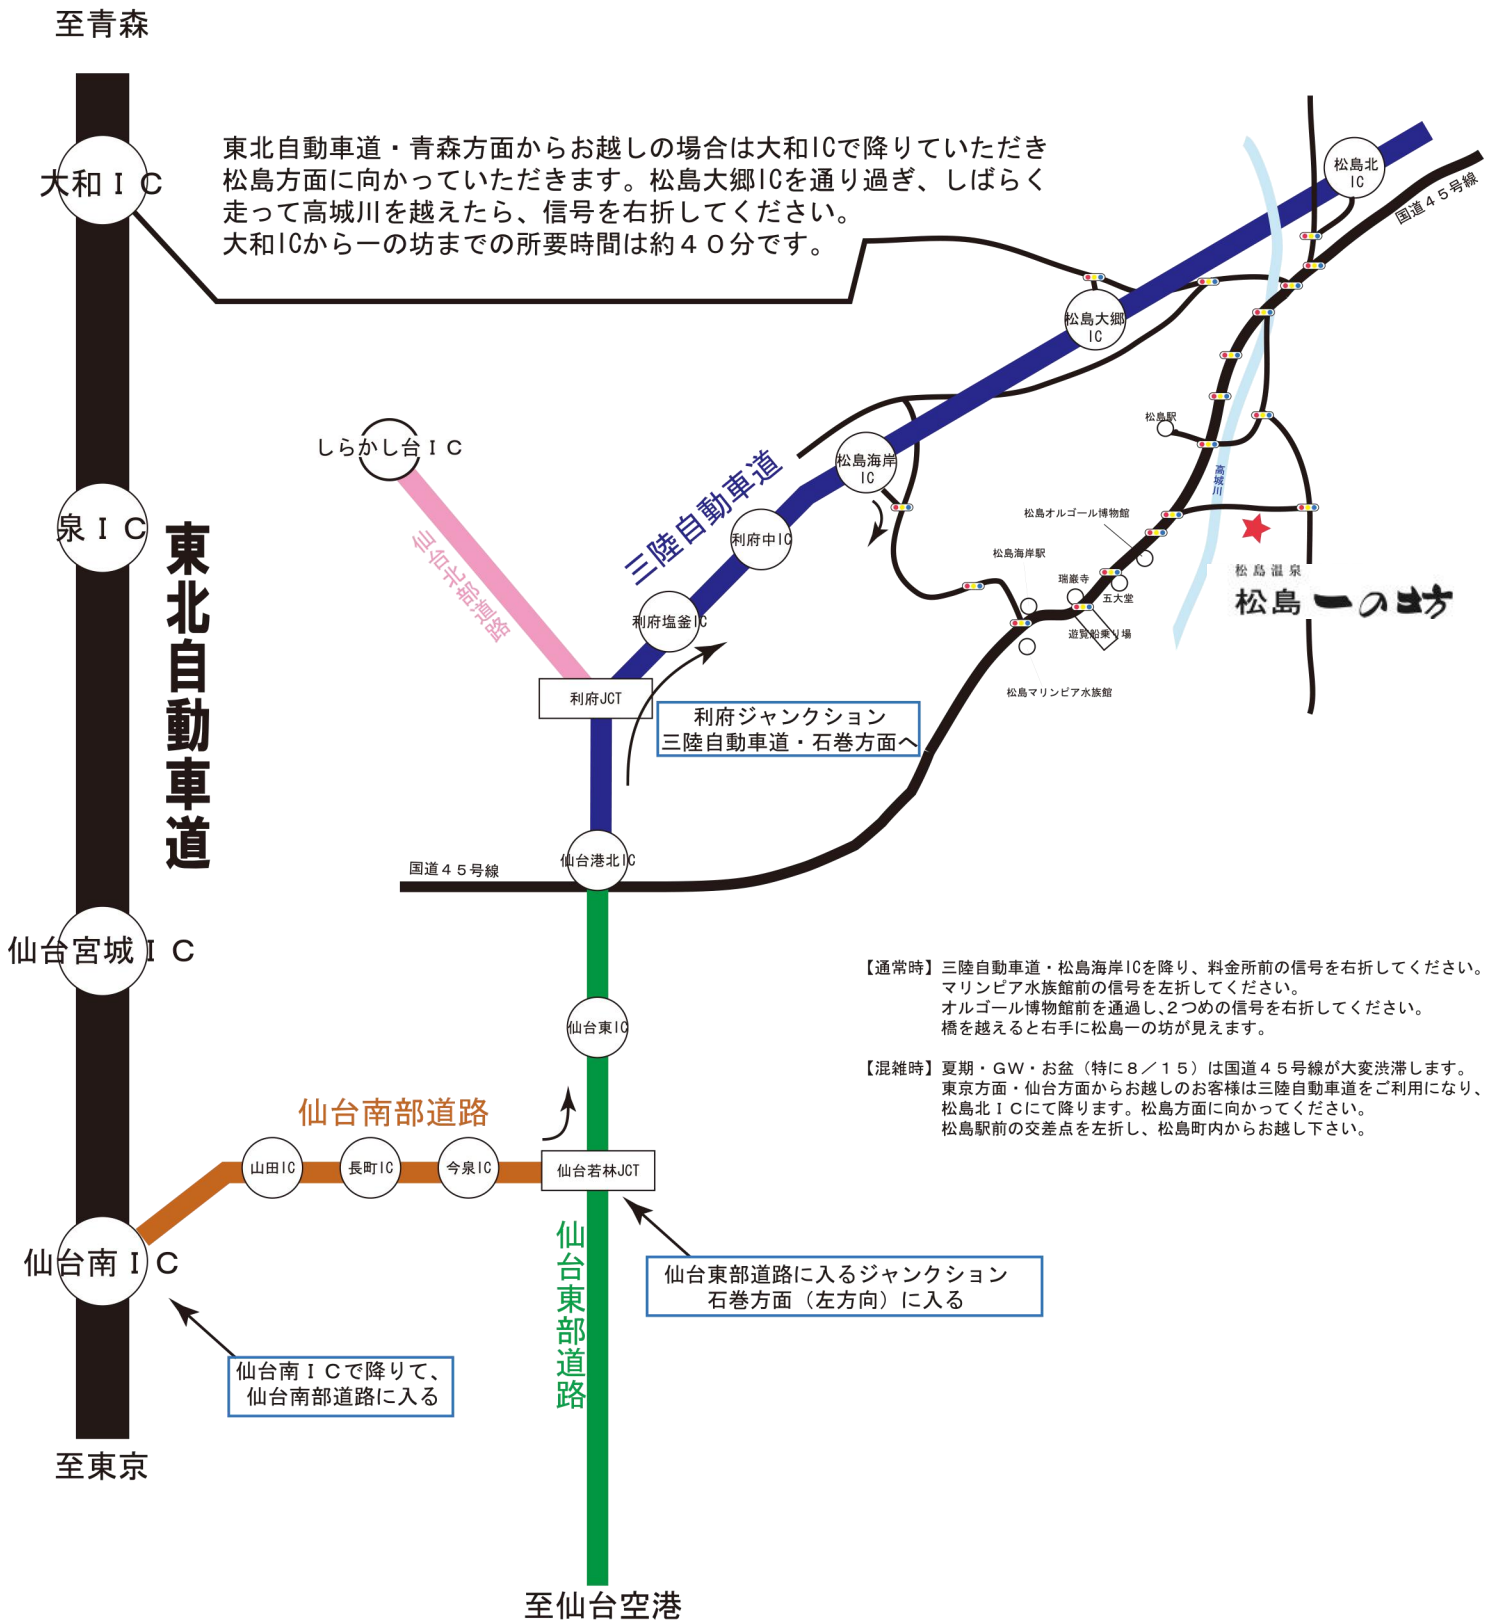 至青森
東北自動車道・青森方面からお越しの場合は大和ICで降りていただき
松島方面に向かっていただきます。松島大郷ICを通り過ぎ、しばらく
走って高城川を越えたら、信号を右折してください。
大和ICから一の坊までの所要時間は約４０分です。
大和ＩＣ
松島北
IC
国道４５号線
松島大郷
IC
しらかし台ＩＣ
松島駅
三陸自動車道
松島海岸
IC
高城川
泉ＩＣ
東北自動車道
仙台北部道路
利府中IC
松島オルゴール博物館
松島海岸駅
瑞巌寺
五大堂
松島温泉
松島 一の坊
利府塩釜IC
遊覧船乗り場
利府JCT
松島マリンピア水族館
利府ジャンクション
三陸自動車道・石巻方面へ
仙台港北IC
国道４５号線
仙台宮城ＩＣ
【通常時】三陸自動車道・松島海岸ICを降り、料金所前の信号を右折してください。
マリンピア水族館前の信号を左折してください。
オルゴール博物館前を通過し、２つめの信号を右折してください。
橋を越えると右手に松島一の坊が見えます。
仙台東IC
【混雑時】夏期・ＧＷ・お盆（特に８／１５）は国道４５号線が大変渋滞します。
東京方面・仙台方面からお越しのお客様は三陸自動車道をご利用になり、
松島北ＩＣにて降ります。松島方面に向かってください。
松島駅前の交差点を左折し、松島町内からお越し下さい。
仙台南部道路
山田IC
長町IC
今泉IC
仙台若林JCT
仙台南ＩＣ
仙台東部道路
仙台東部道路に入るジャンクション
石巻方面（左方向）に入る
仙台南ＩＣで降りて、
仙台南部道路に入る
至東京
至仙台空港